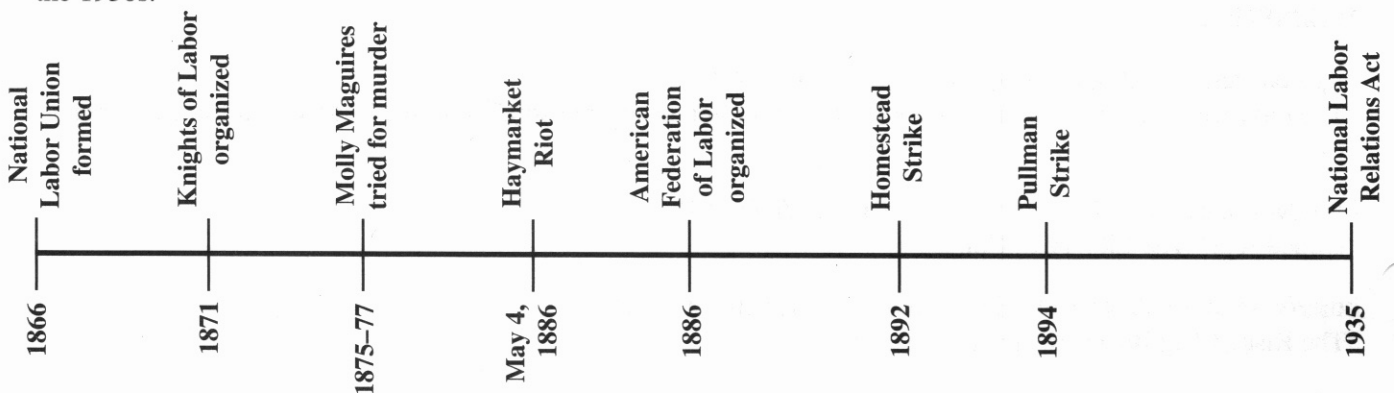 the 1930s.
National
Labor Union
formed
Knights of Labor
organized
Molly Maguires
tried for murder
Haymarket
Riot
American
Federation
of Labor
organized
Homestead
Strike
Pullman
Strike
National Labor
Relations Act
1866
1871
1875–77
May 4,
1886
1886
1892
1894
1935
The